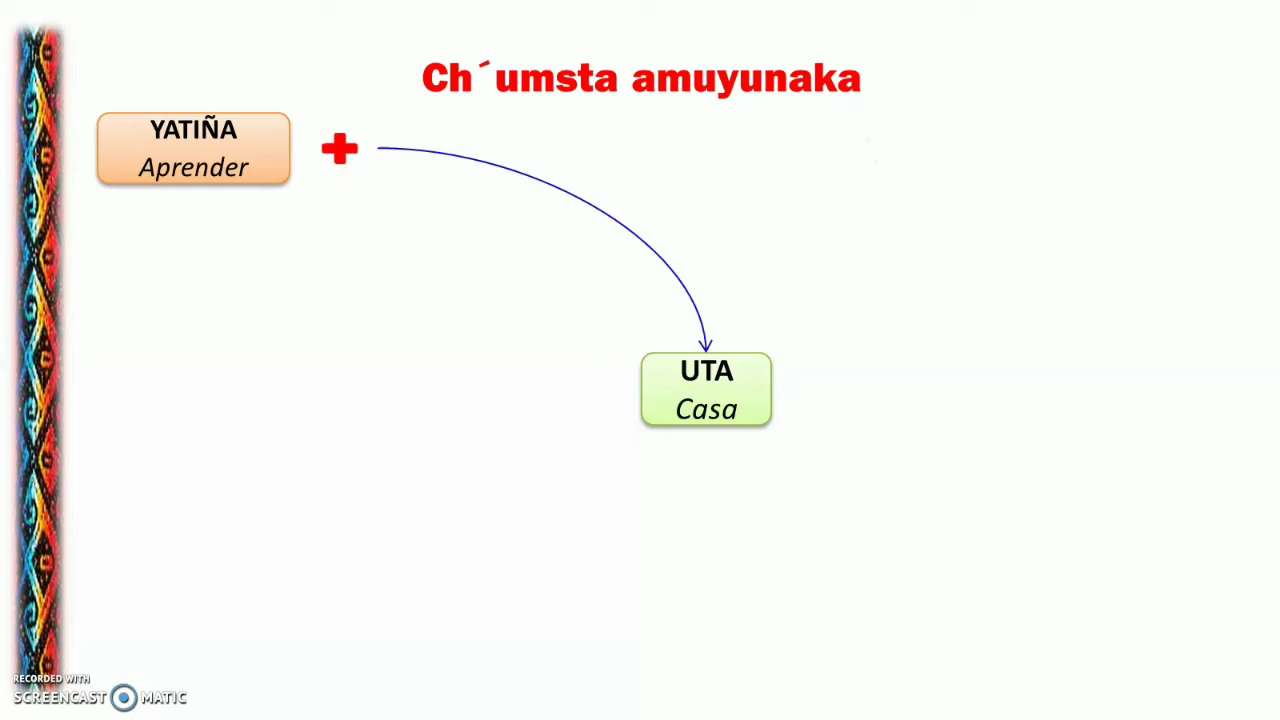 Ch´umsta amuyunaka
YATIÑA
Aprender
UTA
Casa
RECORDED WITH
SCREENCAST MATIC